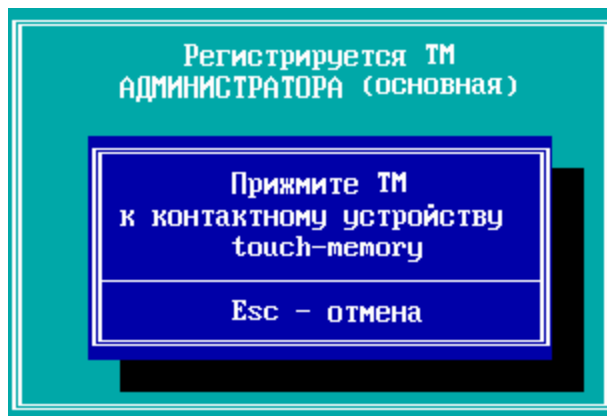 Регистрируется ТМ
АДМИНИСТРАТОРА (основная)
Прижмите ТМ
к контактному устройству
touch-memory
Esc - отмена